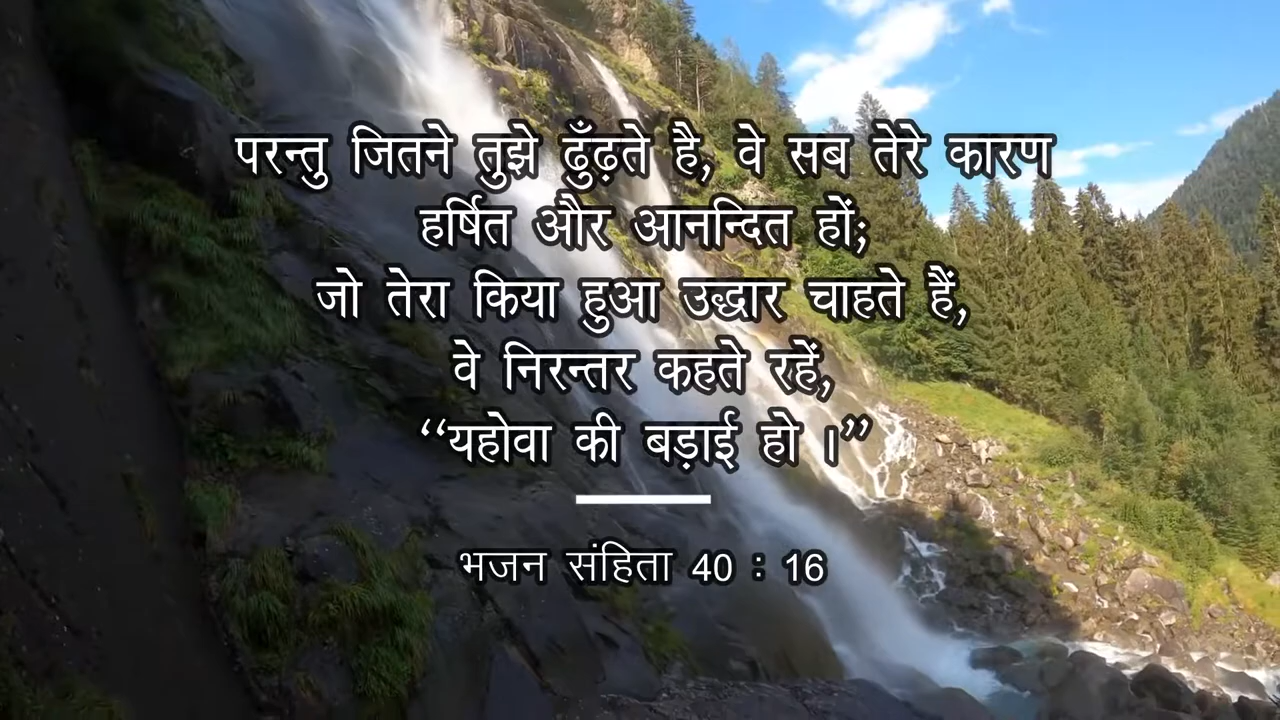 परन्तु जितने तुझे ढुँढ़ते है, वे सब तेरे कारण
हर्षित और आनन्दित हों;
जो तेरा किया हुआ उद्धार चाहते हैं,
वे निरन्तर कहते रहें,
“यहोवा की बड़ाई हो ।”
भजन संहिता 40 : 16